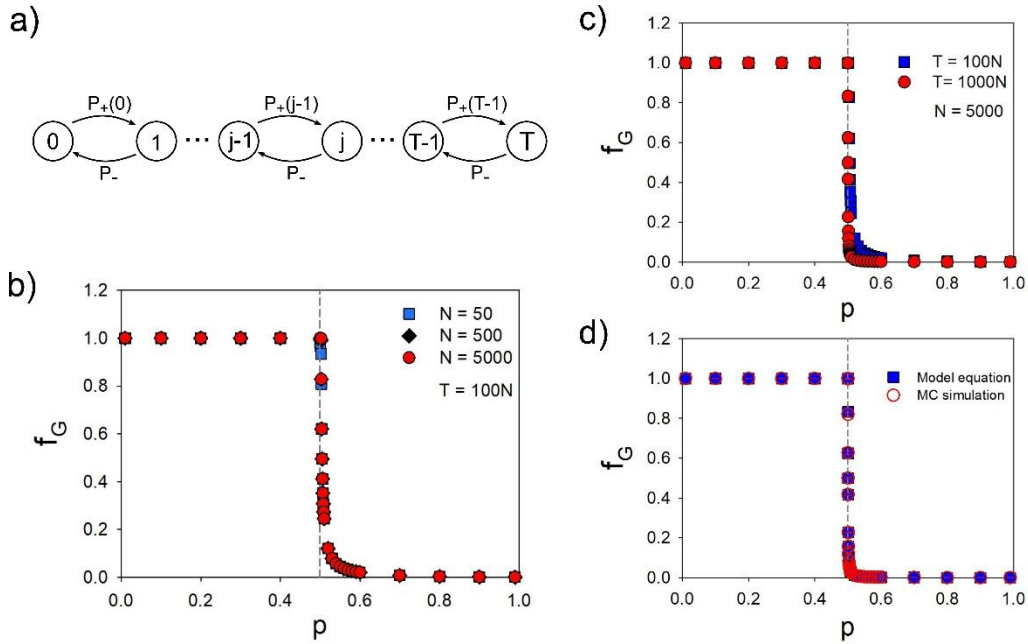 a)
P₊(0) P₊(j-1) P₊(T-1)
0 1 ··· j-1 j ··· T-1 T
P₋ P₋ P₋
b)
1.2
1.0
0.8
0.6
0.4
0.2
0.0
f_G
N = 50
N = 500
N = 5000
T = 100N
0.0 0.2 0.4 0.6 0.8 1.0
p
c)
1.2
1.0
0.8
0.6
0.4
0.2
0.0
f_G
T = 100N
T= 1000N
N = 5000
0.0 0.2 0.4 0.6 0.8 1.0
p
d)
1.2
1.0
0.8
0.6
0.4
0.2
0.0
f_G
Model equation
MC simulation
0.0 0.2 0.4 0.6 0.8 1.0
p